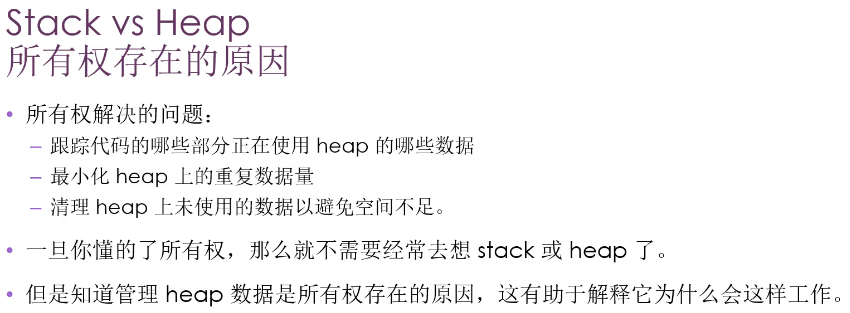 Stack vs Heap
所有权存在的原因
• 所有权解决的问题：
– 跟踪代码的哪些部分正在使用 heap 的哪些数据
– 最小化 heap 上的重复数据量
– 清理 heap 上未使用的数据以避免空间不足。
• 一旦你懂的了所有权，那么就不需要经常去想 stack 或 heap 了。
• 但是知道管理 heap 数据是所有权存在的原因，这有助于解释它为什么会这样工作。